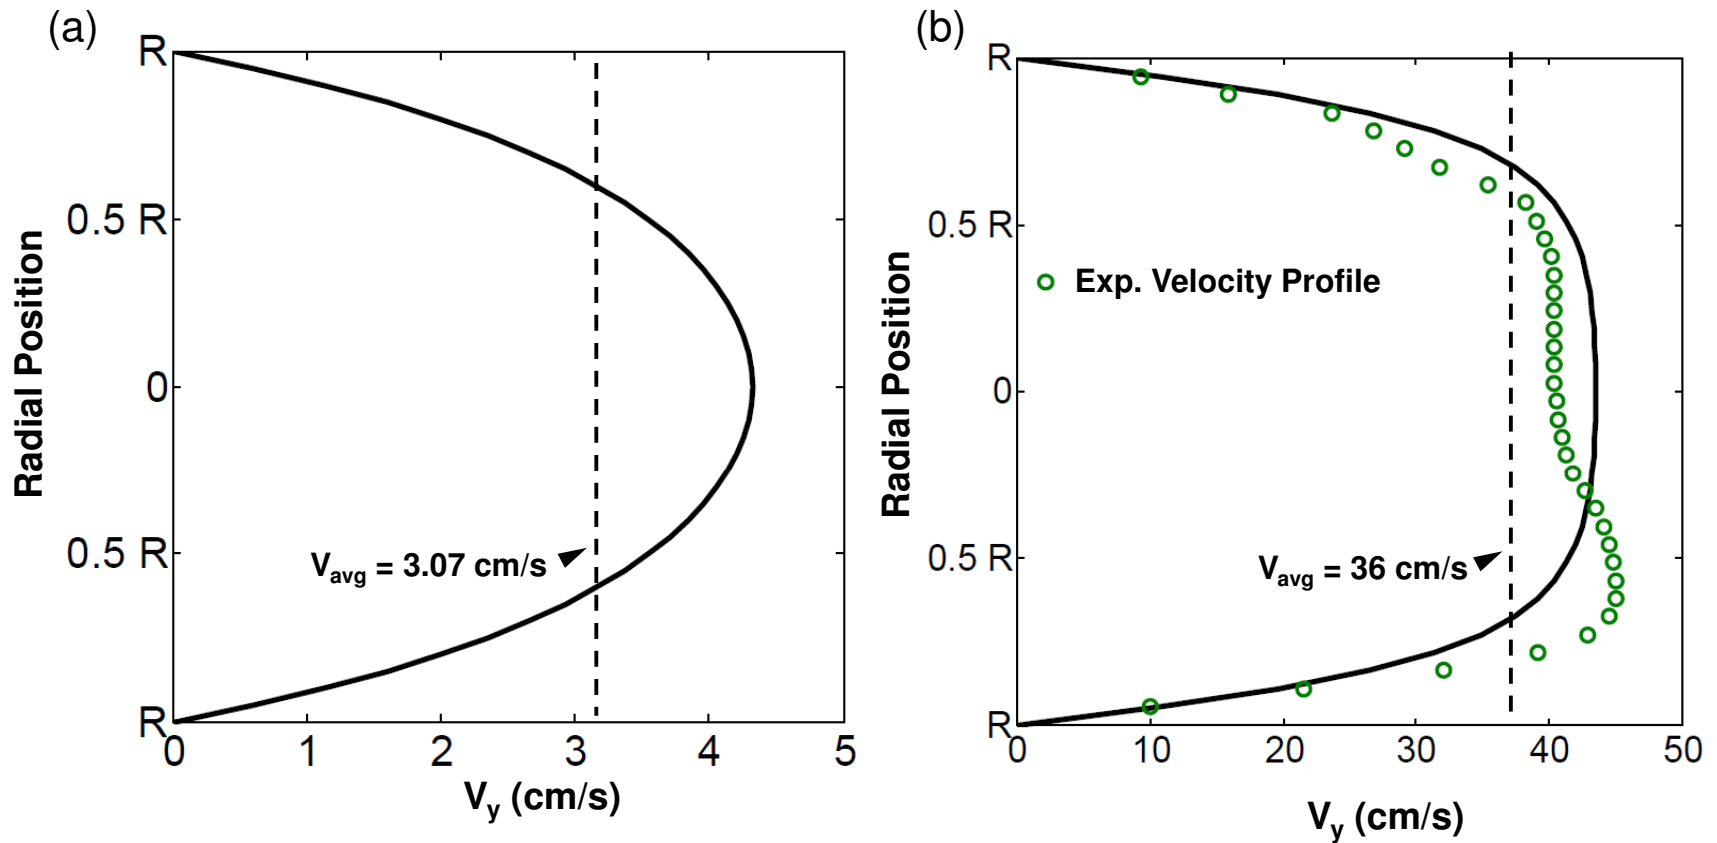 (a)
R
0.5 R
0
0.5 R
R
0 1 2 3 4 5
Radial Position
Vavg = 3.07 cm/s
Vy (cm/s)
(b)
R
0.5 R
0
0.5 R
R
0 10 20 30 40 50
Radial Position
Exp. Velocity Profile
Vavg = 36 cm/s
Vy (cm/s)